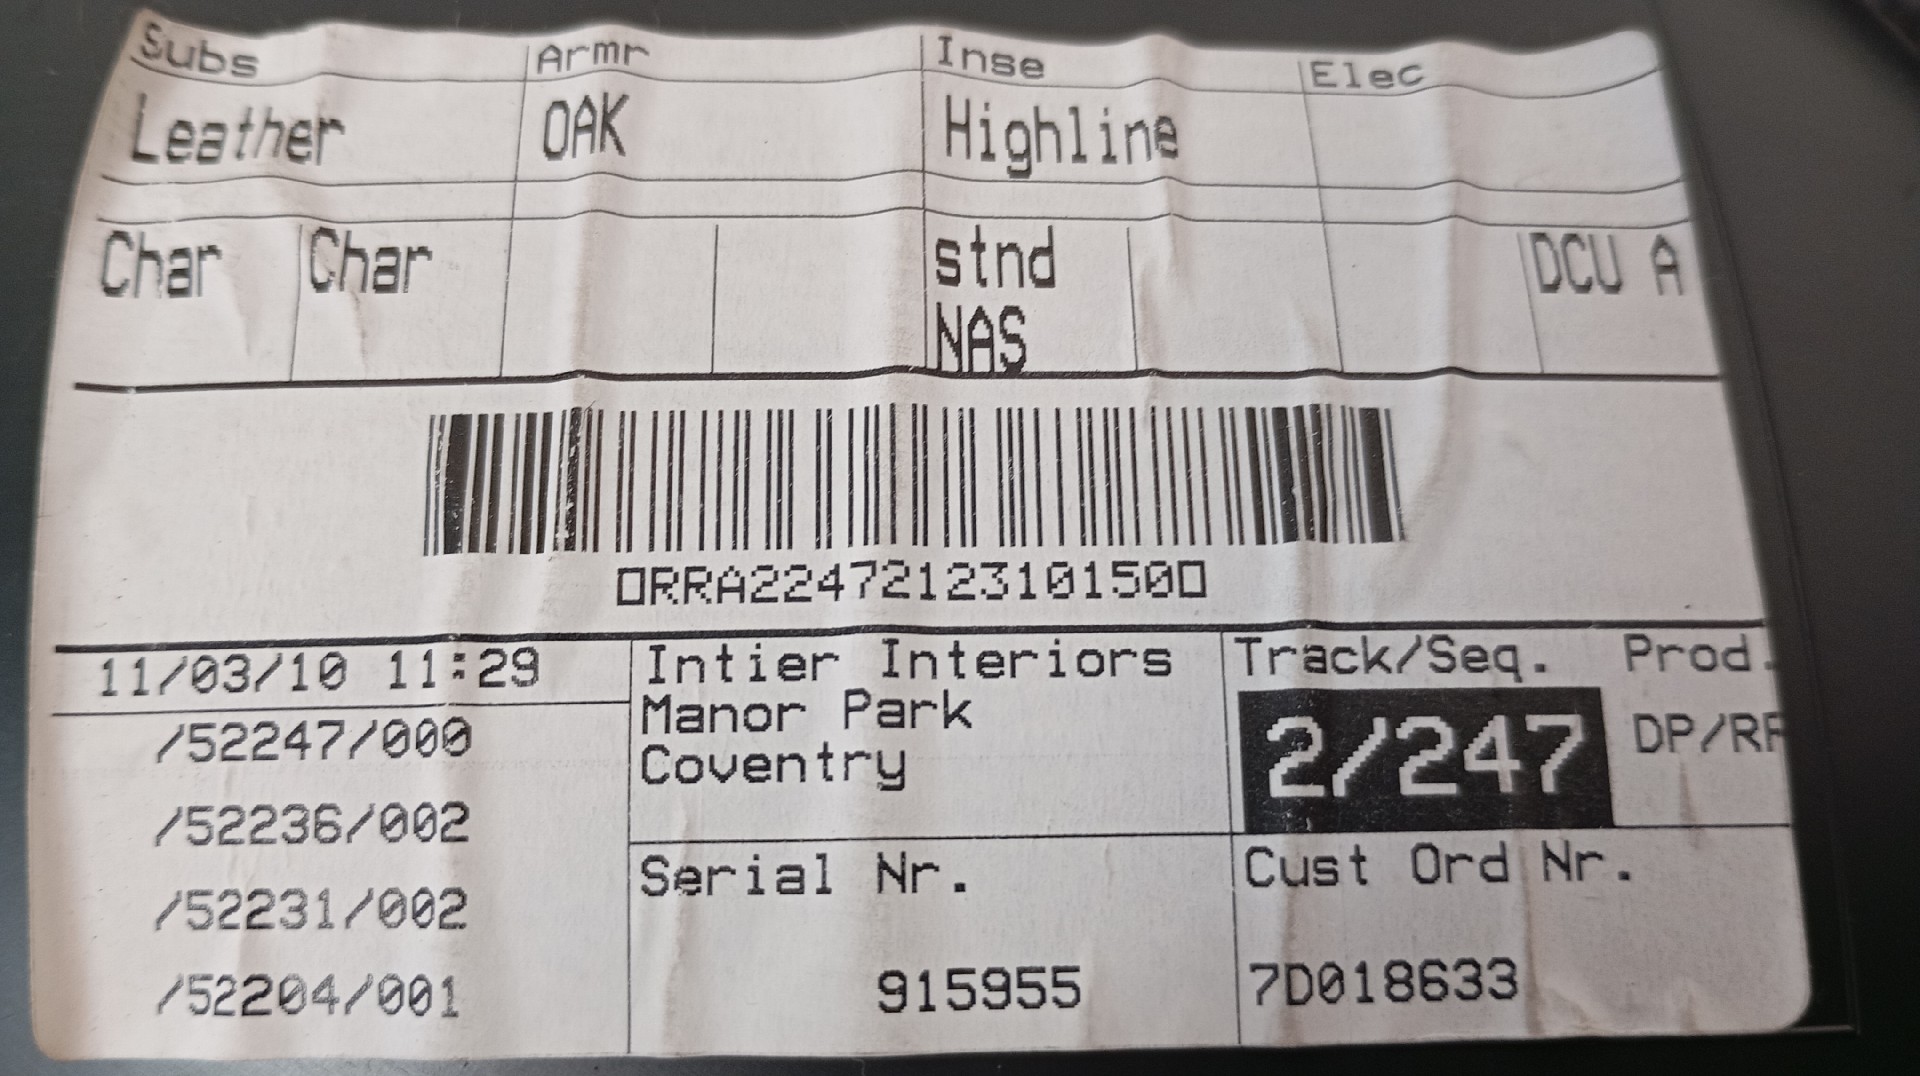 Subs Armr Inse Elec
Leather OAK Highline
Char Char stnd DCU A
NAS
RRA2247212310150
11/03/10 11:29
/52247/000
/52236/002
/52231/002
/52204/001
Intier Interiors
Manor Park
Coventry
Serial Nr.
915955
Track/Seq. Prod.
2/247 DP/RR
Cust Ord Nr.
7D018633